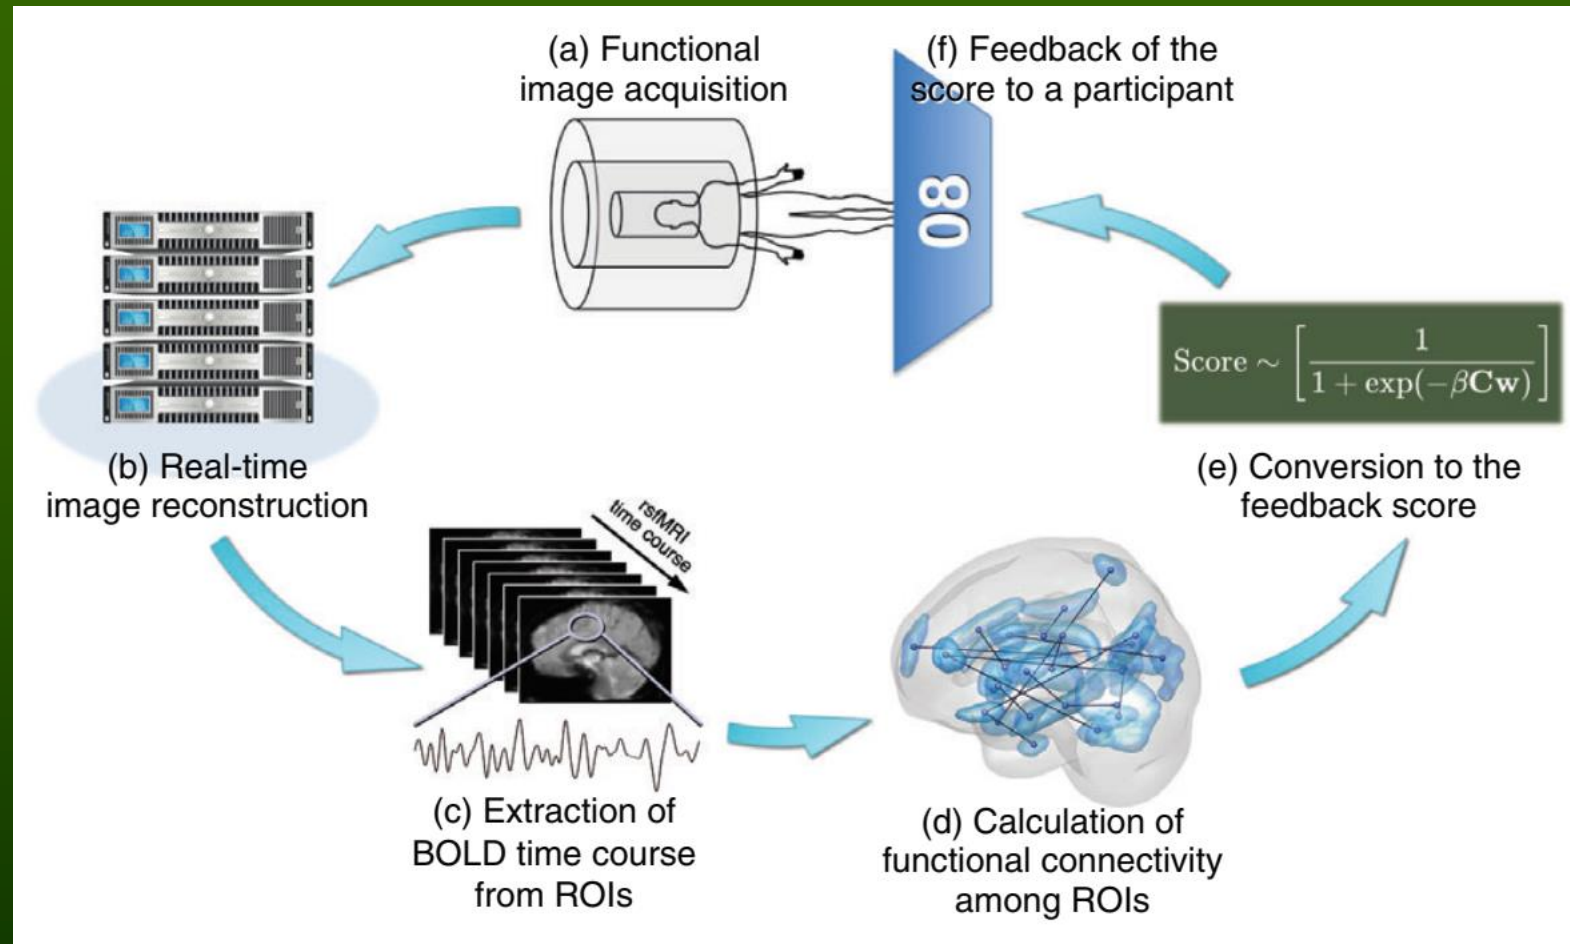 (a) Functional
image acquisition
(f) Feedback of the
score to a participant
80
(b) Real-time
image reconstruction
rsfMRI
time course
(c) Extraction of
BOLD time course
from ROIs
(d) Calculation of
functional connectivity
among ROIs
Score ~ [ 1 / 1 + exp(−βCw) ]
(e) Conversion to the
feedback score